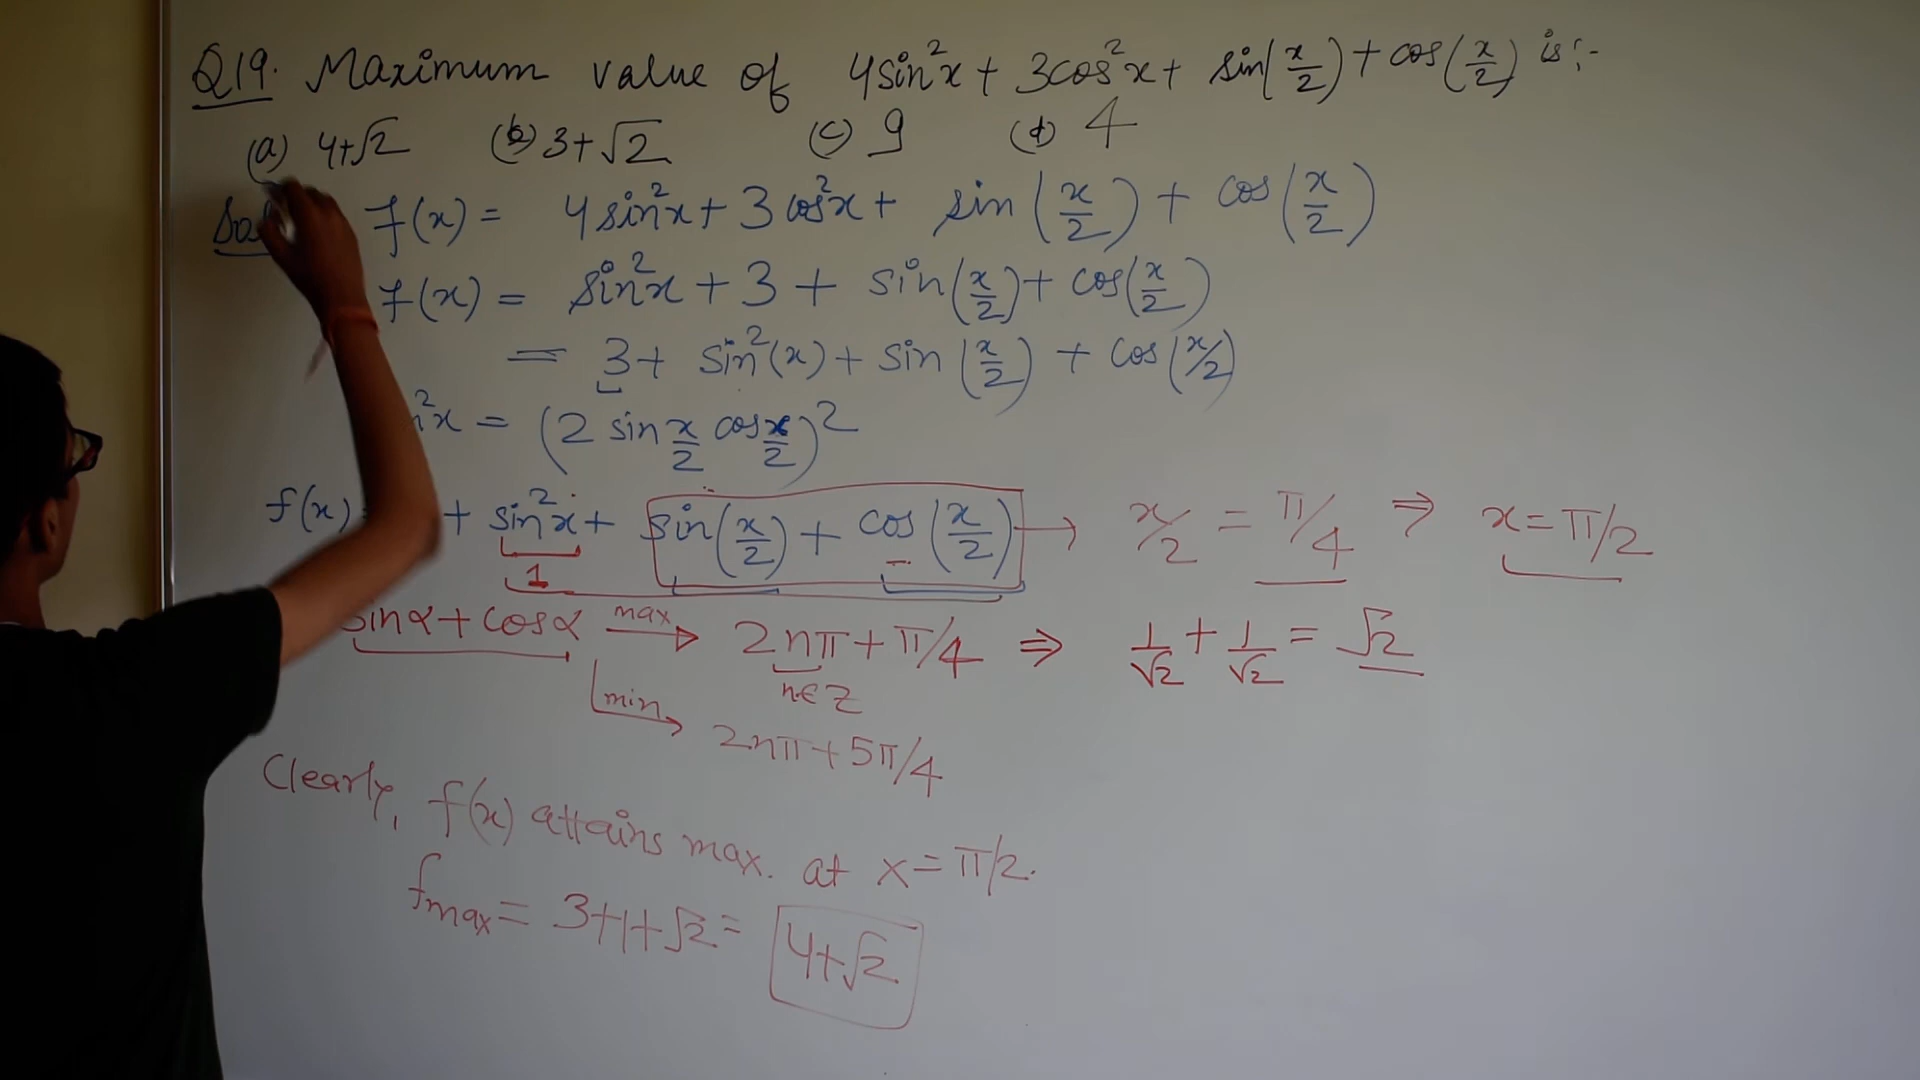 Q19. Maximum value of 4sin²x + 3cos²x + sin(x/2) + cos(x/2) is :-
(a) 4+√2 (b) 3+√2 (c) 9 (d) 4
f(x) = 4sin²x + 3cos²x + sin(x/2) + cos(x/2)
f(x) = sin²x + 3 + sin(x/2) + cos(x/2)
= 3 + sin²(x) + sin(x/2) + cos(x/2)
²x = (2 sin x/2 cos x/2)²
f(x) + sin²x + sin(x/2) + cos(x/2) → x/2 = π/4 ⇒ x = π/2
1
sinα + cosα max → 2nπ + π/4 ⇒ 1/√2 + 1/√2 = √2
n∈Z
min → 2nπ + 5π/4
Clearly, f(x) attains max. at x = π/2.
fmax = 3+1+√2 = 4+√2